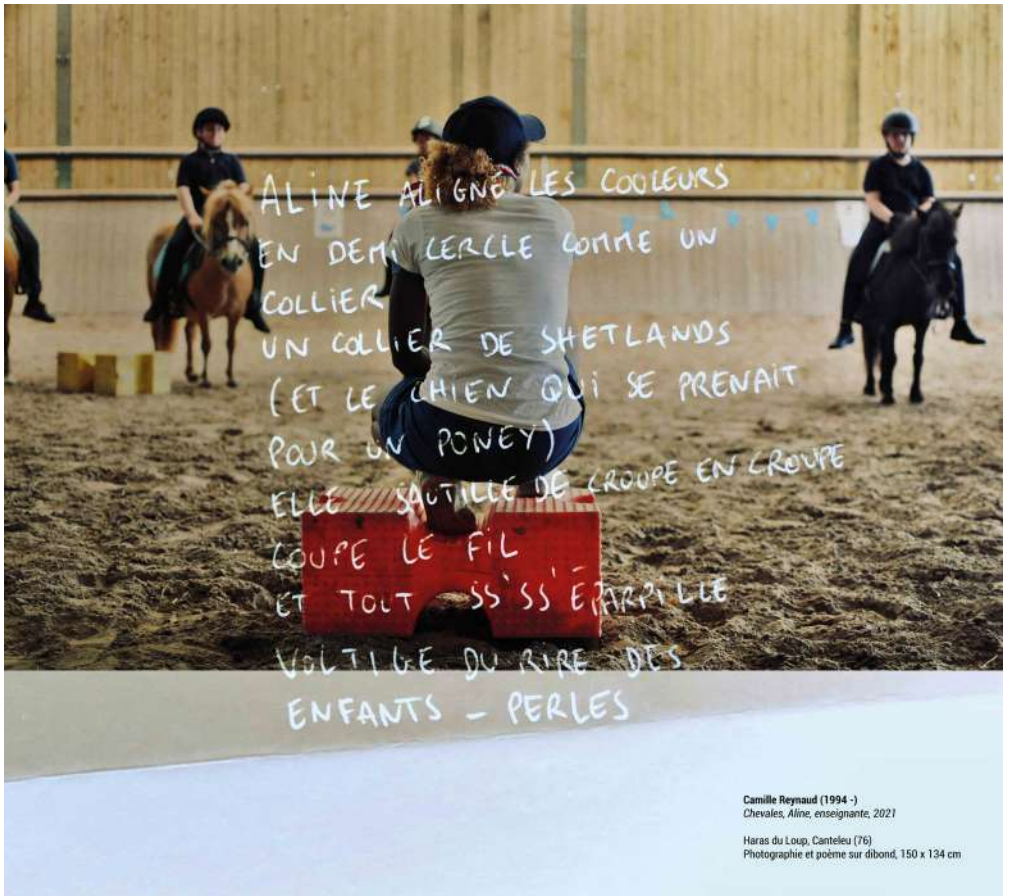 ALINE ALIGNE LES COULEURS
EN DEMI CERCLE COMME UN
COLLIER
UN COLLIER DE SHETLANDS
(ET LE CHIEN QUI SE PRENAIT
POUR UN PONEY)
ELLE SAUTILLE DE CROUPE EN CROUPE
COUPE LE FIL
ET TOUT SS'SS'ÉPARPILLE
VOLTIGE DU RIRE DES
ENFANTS - PERLES
Camille Reynaud (1994 -)
Chevales, Aline, enseignante, 2021
Haras du Loup, Canteleu (76)
Photographie et poème sur dibond, 150 x 134 cm